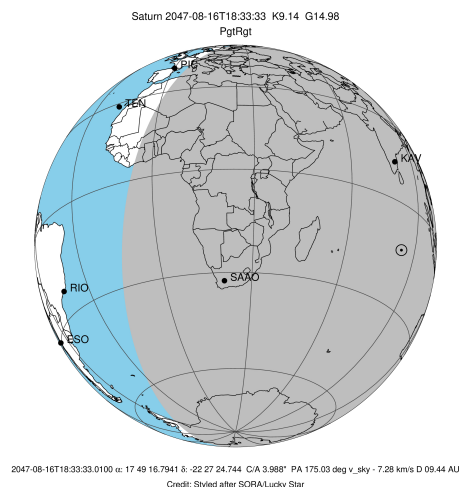 Saturn 2047-08-16T18:33:33 K9.14 G14.98
PgtRgt
PIC
TEN
KAV
SAAO
RIO
ESO
2047-08-16T18:33:33.0100 α: 17 49 16.7941 δ: -22 27 24.744 C/A 3.988" PA 175.03 deg v_sky - 7.28 km/s D 09.44 AU
Credit: Styled after SORA/Lucky Star